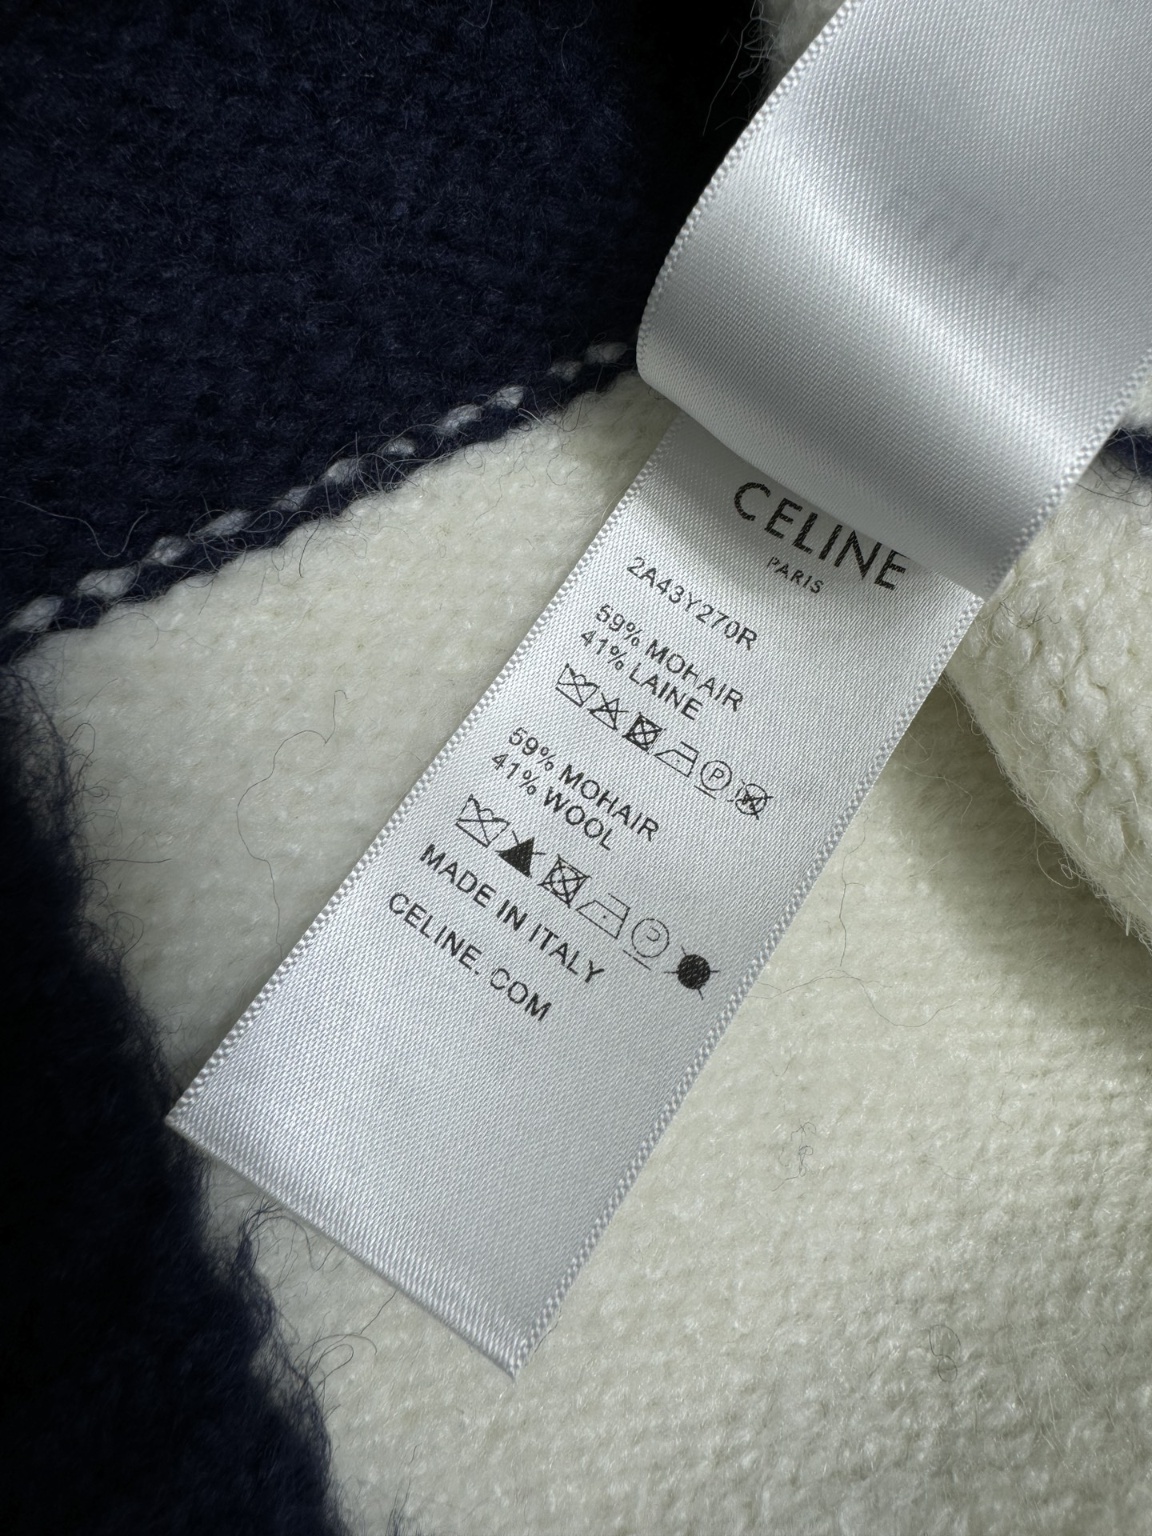 CELINE
PARIS
2A43Y270R
59% MOHAIR
41% LAINE
P
59% MOHAIR
41% WOOL
P
MADE IN ITALY
CELINE. COM